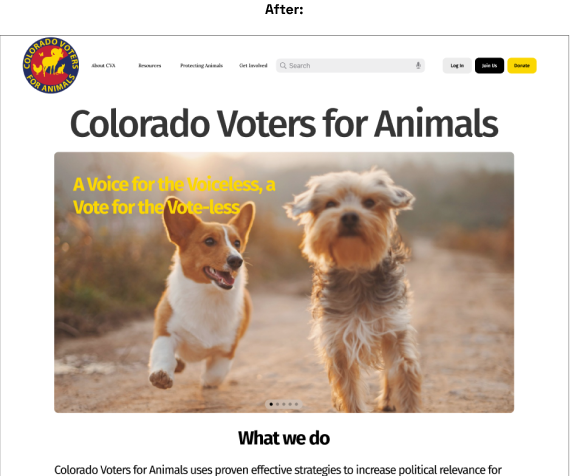 After:
COLORADO VOTERS
FOR ANIMALS
About CVA
Resources
Protecting Animals
Get Involved
Search
Log In
Join Us
Donate
Colorado Voters for Animals
A Voice for the Voiceless, a
Vote for the Vote-less
What we do
Colorado Voters for Animals uses proven effective strategies to increase political relevance for